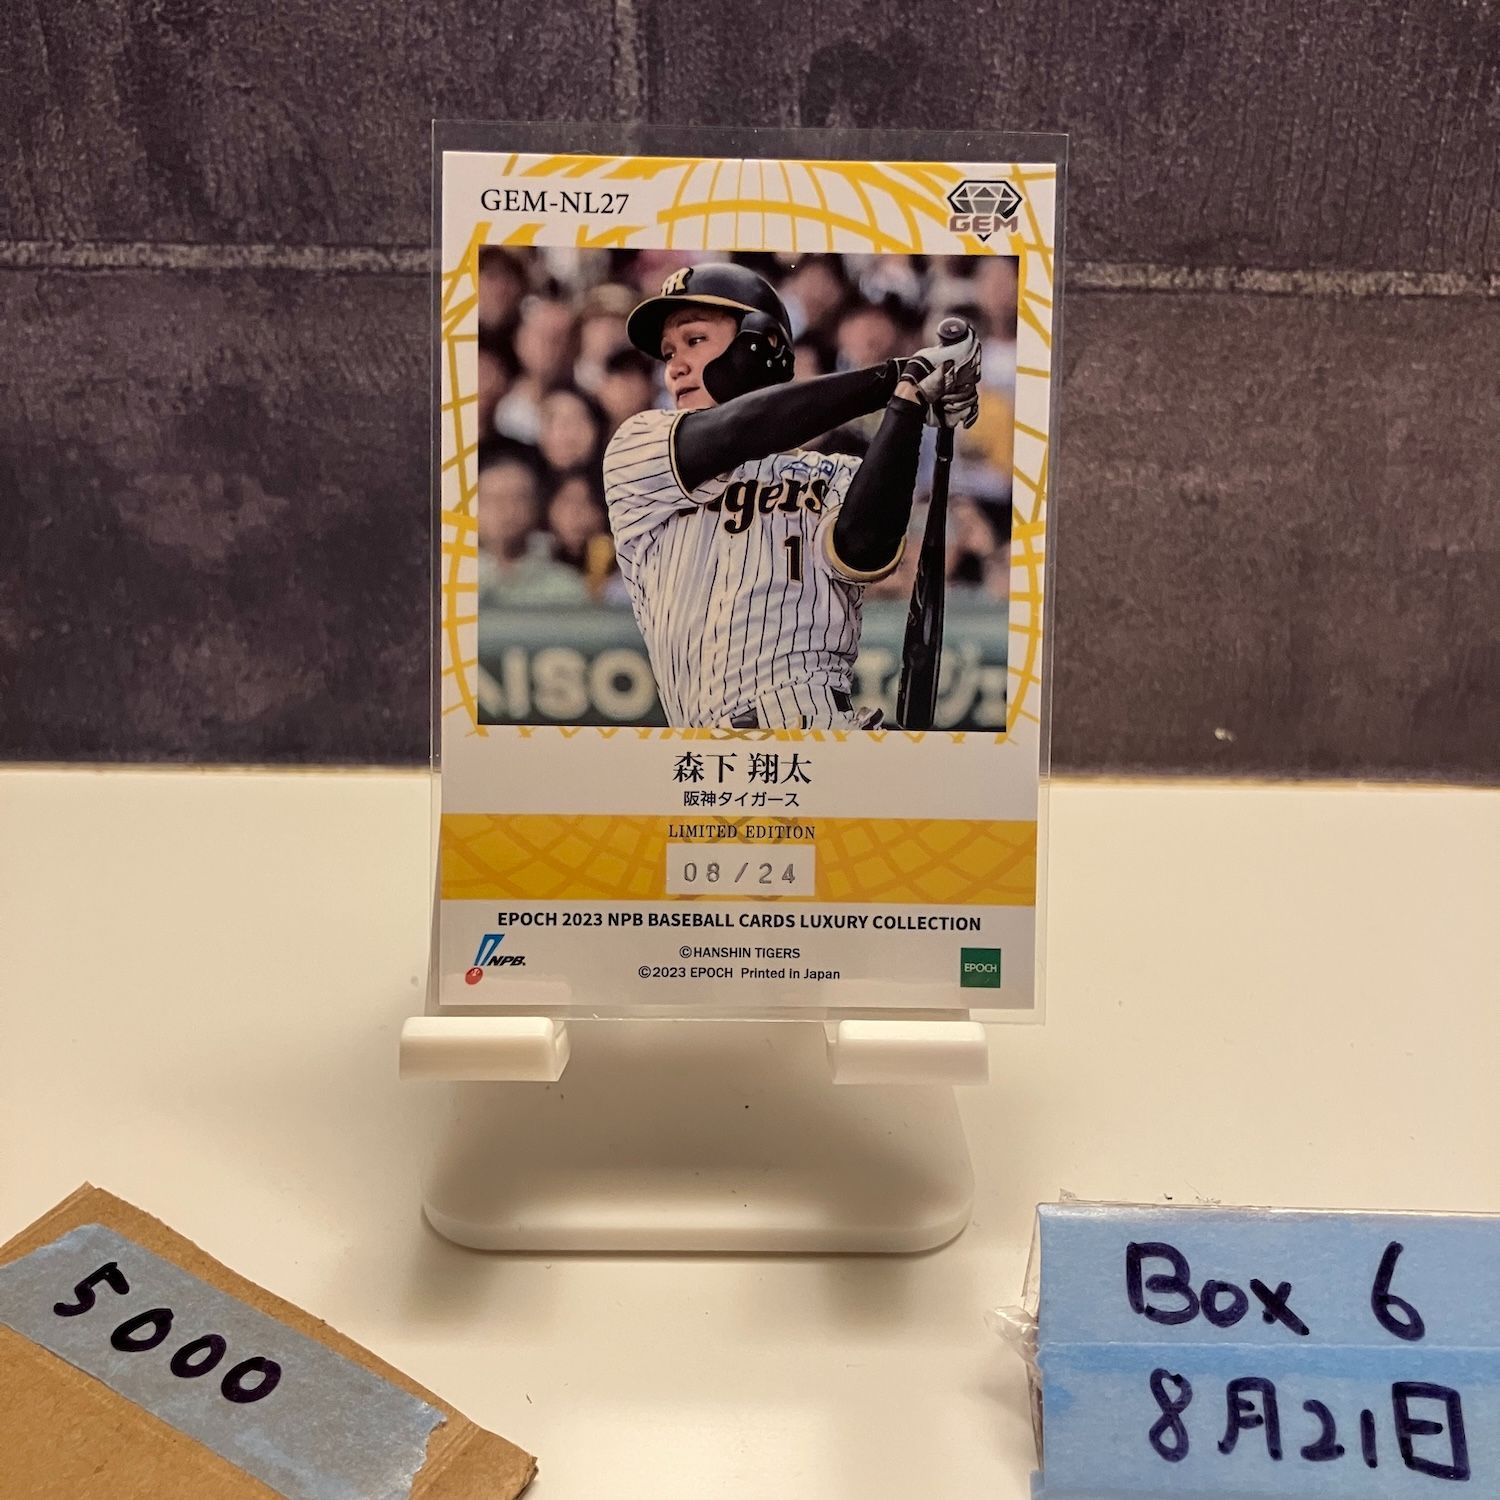 GEM-NL27
GEM
Tigers
1
AISO
森下 翔太
阪神タイガース
LIMITED EDITION
08/24
EPOCH 2023 NPB BASEBALL CARDS LUXURY COLLECTION
NPB.
©HANSHIN TIGERS
©2023 EPOCH Printed in Japan
EPOCH
5000
Box 6
8月21日